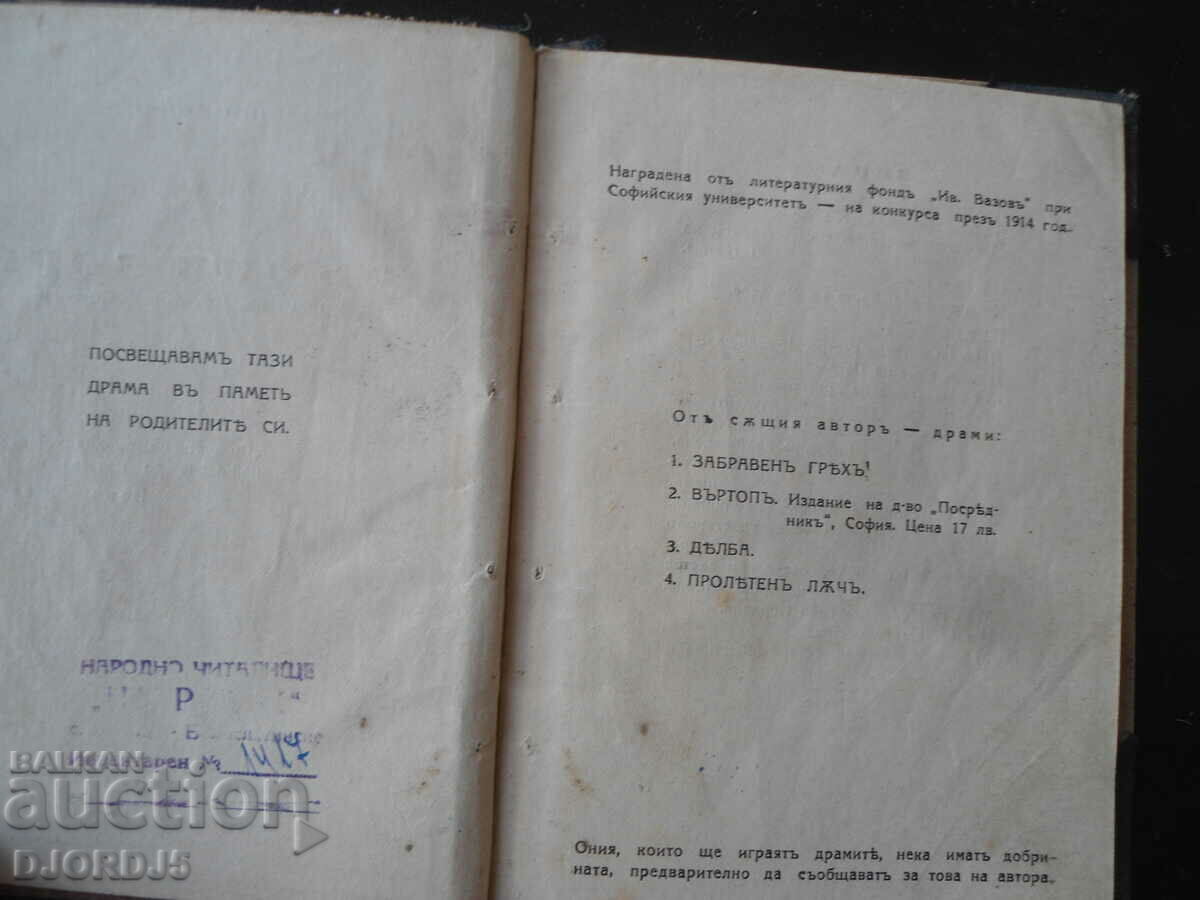 ПОСВЕЩАВАМЪ ТАЗИ
ДРАМА ВЪ ПАМЕТЬ
НА РОДИТЕЛИТѢ СИ.
НАРОДНО ЧИТАЛИЩЕ
Инвентарен № 1417
Наградена отъ литературния фондъ „Ив. Вазовъ" при
Софийския университетъ — на конкурса презъ 1914 год.
Отъ сѫщия авторъ — драми:
1. ЗАБРАВЕНЪ ГРѢХЪ!
2. ВЪРТОПЪ. Издание на д-во „Посрѣд-
никъ", София. Цена 17 лв.
3. ДѢЛБА.
4. ПРОЛѢТЕНЪ ЛѪЧЪ.
Ония, които ще играятъ драмитѣ, нека иматъ добри-
ната, предварително да съобщаватъ за това на автора.
BALKAN
auction
DJORDJ5